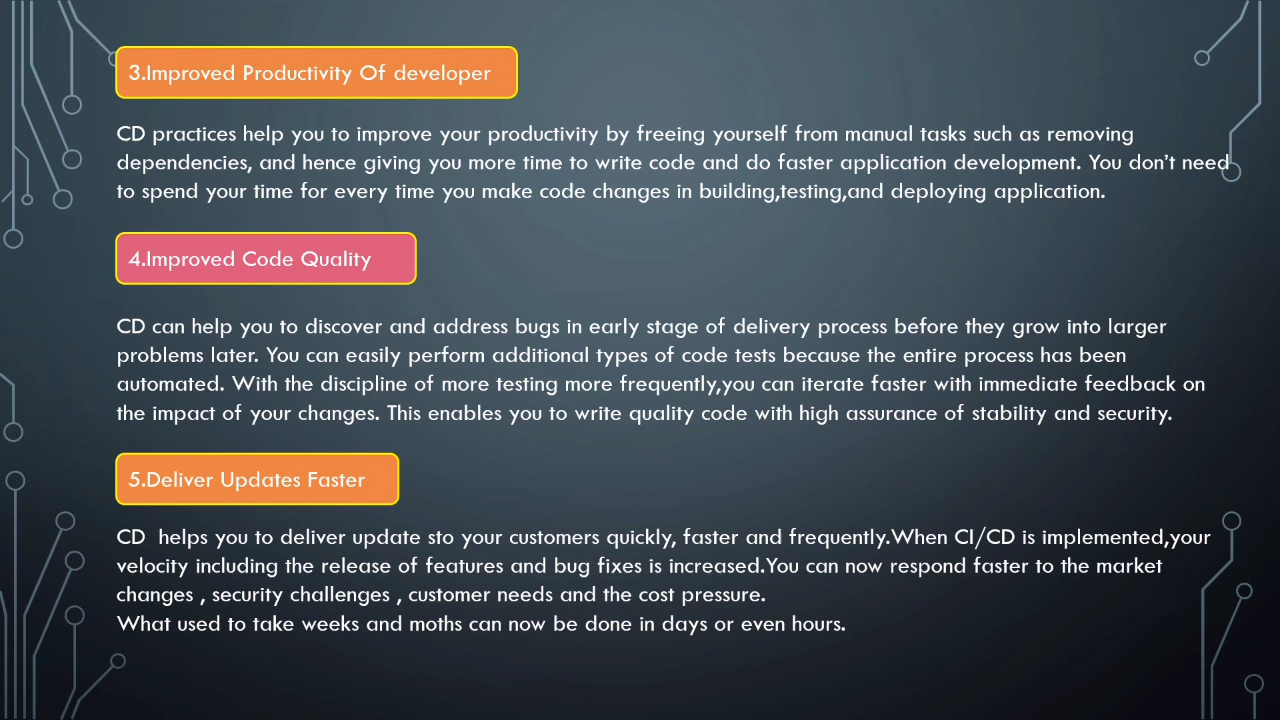 3.Improved Productivity Of developer
CD practices help you to improve your productivity by freeing yourself from manual tasks such as removing
dependencies, and hence giving you more time to write code and do faster application development. You don’t need
to spend your time for every time you make code changes in building,testing,and deploying application.
4.Improved Code Quality
CD can help you to discover and address bugs in early stage of delivery process before they grow into larger
problems later. You can easily perform additional types of code tests because the entire process has been
automated. With the discipline of more testing more frequently,you can iterate faster with immediate feedback on
the impact of your changes. This enables you to write quality code with high assurance of stability and security.
5.Deliver Updates Faster
CD  helps you to deliver update sto your customers quickly, faster and frequently.When CI/CD is implemented,your
velocity including the release of features and bug fixes is increased.You can now respond faster to the market
changes , security challenges , customer needs and the cost pressure.
What used to take weeks and moths can now be done in days or even hours.